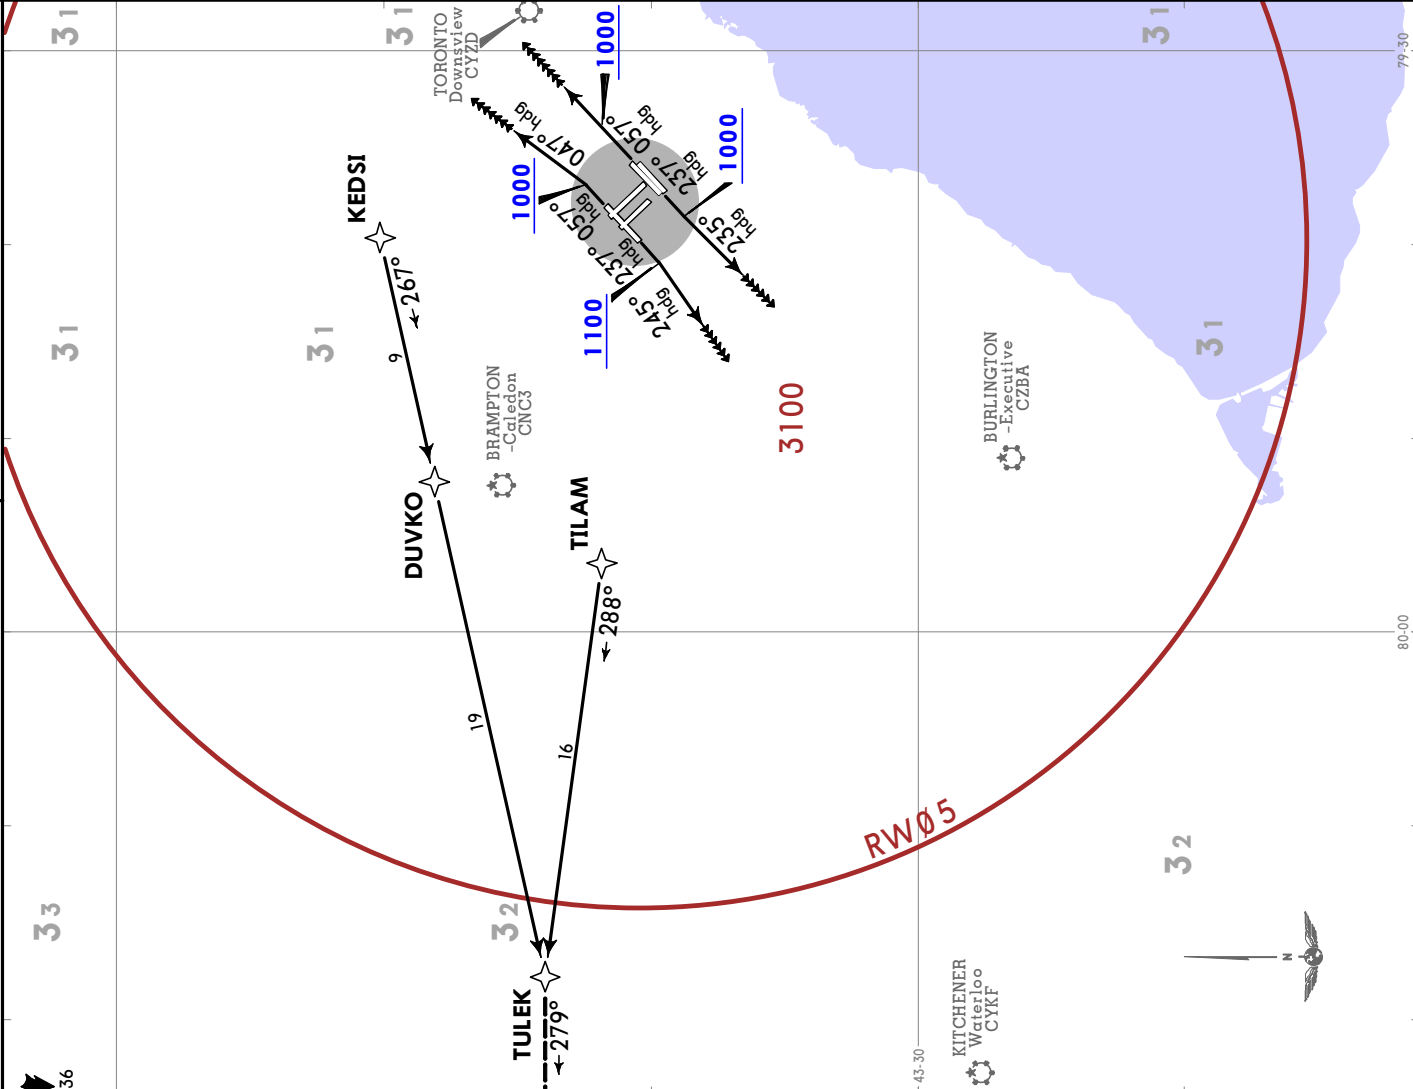 TORONTO
Downsview
CYZD
31
31
31
79-30
1000
1000
1000
1100
057°
hdg
047°
hdg
057°
hdg
237°
hdg
237°
hdg
235°
hdg
245°
hdg
KEDSI
267°
9
31
31
31
BRAMPTON
-Caledon
CNC3
3100
BURLINGTON
-Executive
CZBA
DUVKO
TILAM
288°
80-00
19
16
RWØ5
33
32
32
TULEK
279°
KITCHENER
Waterloo
CYKF
N
43-30
36